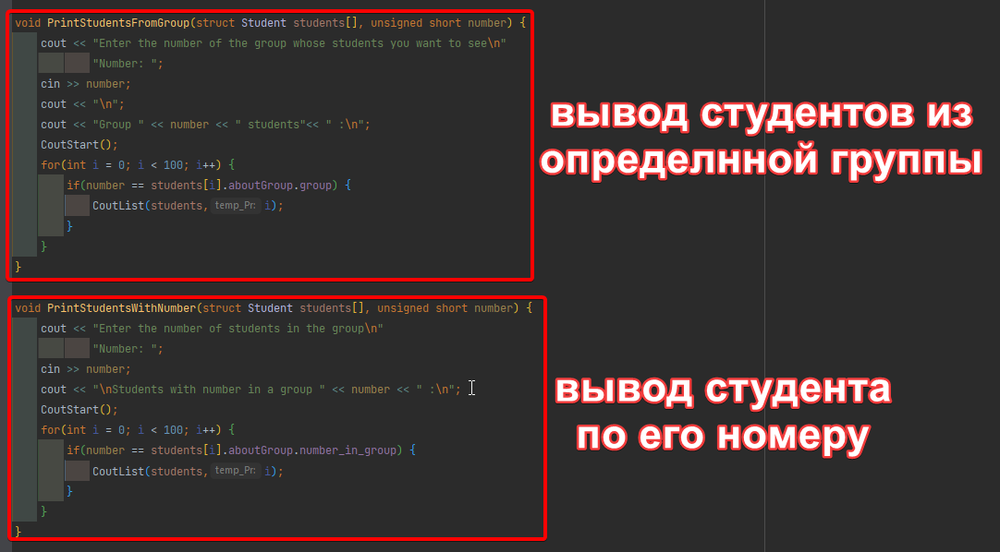 void PrintStudentsFromGroup(struct Student students[], unsigned short number) {
cout << "Enter the number of the group whose students you want to see\n"
"Number: ";
cin >> number;
cout << "\n";
cout << "Group " << number << " students"<< " :\n";
CoutStart();
for(int i = 0; i < 100; i++) {
if(number == students[i].aboutGroup.group) {
CoutList(students, temp_Pr: i);
}
}
}
вывод студентов из
определнной группы
void PrintStudentsWithNumber(struct Student students[], unsigned short number) {
cout << "Enter the number of students in the group\n"
"Number: ";
cin >> number;
cout << "\nStudents with number in a group " << number << " :\n";
CoutStart();
for(int i = 0; i < 100; i++) {
if(number == students[i].aboutGroup.number_in_group) {
CoutList(students, temp_Pr: i);
}
}
}
вывод студента
по его номеру